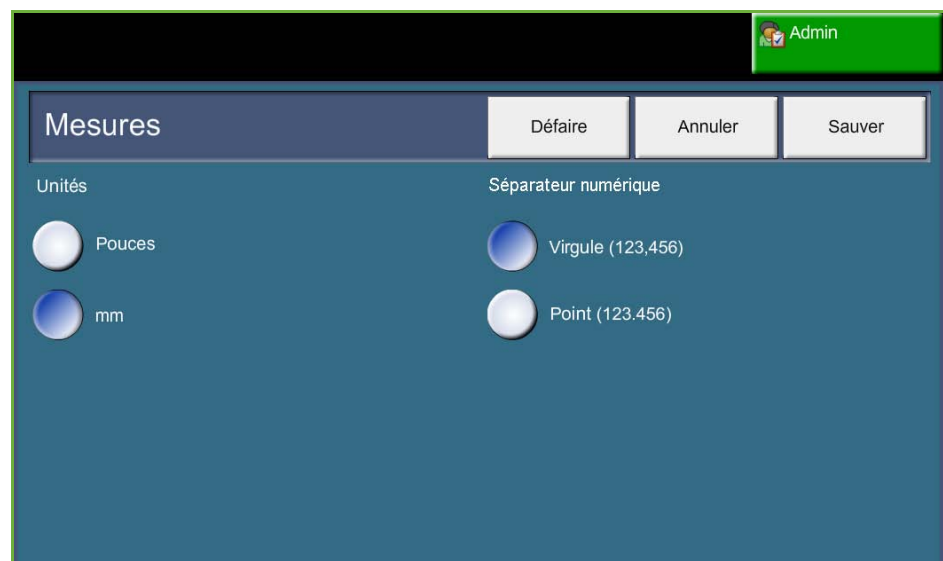 Admin
Mesures
Défaire
Annuler
Sauver
Unités
Séparateur numérique
Pouces
Virgule (123,456)
mm
Point (123.456)